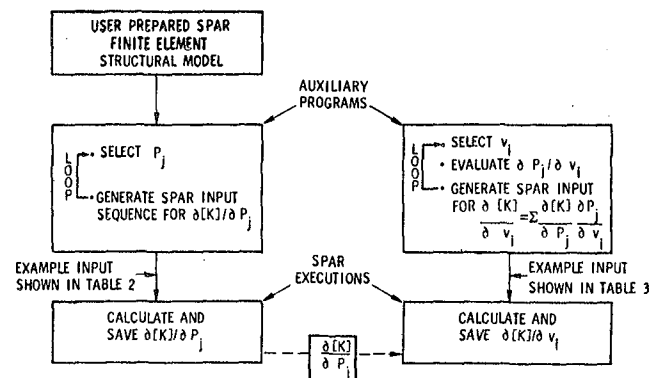 USER PREPARED SPAR
FINITE ELEMENT
STRUCTURAL MODEL
AUXILIARY
PROGRAMS
LOOP
• SELECT P_j
• GENERATE SPAR INPUT
SEQUENCE FOR ∂[K]/∂P_j
LOOP
• SELECT v_i
• EVALUATE ∂ P_j/∂ v_i
• GENERATE SPAR INPUT
FOR ∂ [K]/∂ v_i = Σ ∂[K]/∂ P_j ∂P_j/∂ v_i
EXAMPLE INPUT
SHOWN IN TABLE 2
SPAR
EXECUTIONS
EXAMPLE INPUT
SHOWN IN TABLE 3
CALCULATE AND
SAVE ∂[K]/∂P_j
∂[K]/∂ P_j
CALCULATE AND
SAVE ∂[K]/∂ v_i